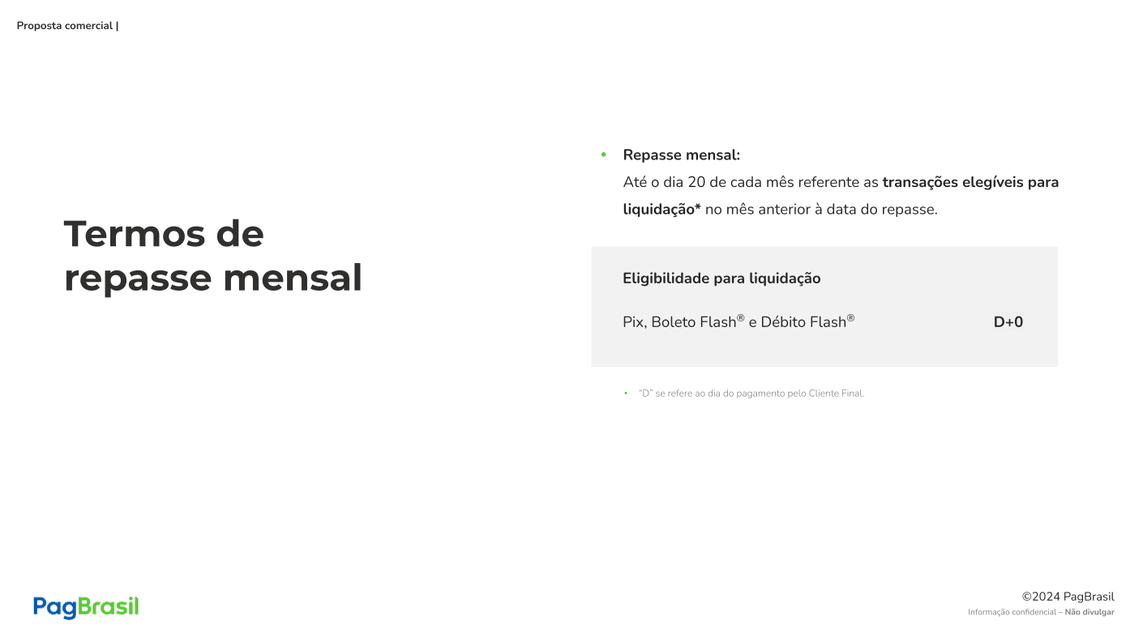 Proposta comercial |
Termos de
repasse mensal
• Repasse mensal:
Até o dia 20 de cada mês referente as transações elegíveis para
liquidação* no mês anterior à data do repasse.
Eligibilidade para liquidação
Pix, Boleto Flash® e Débito Flash® D+0
• “D” se refere ao dia do pagamento pelo Cliente Final.
PagBrasil
©2024 PagBrasil
Informação confidencial – Não divulgar